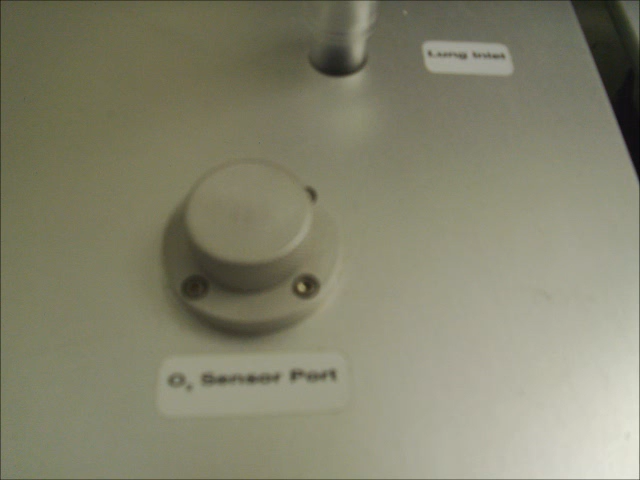 Lung Inlet
O₂ Sensor Port